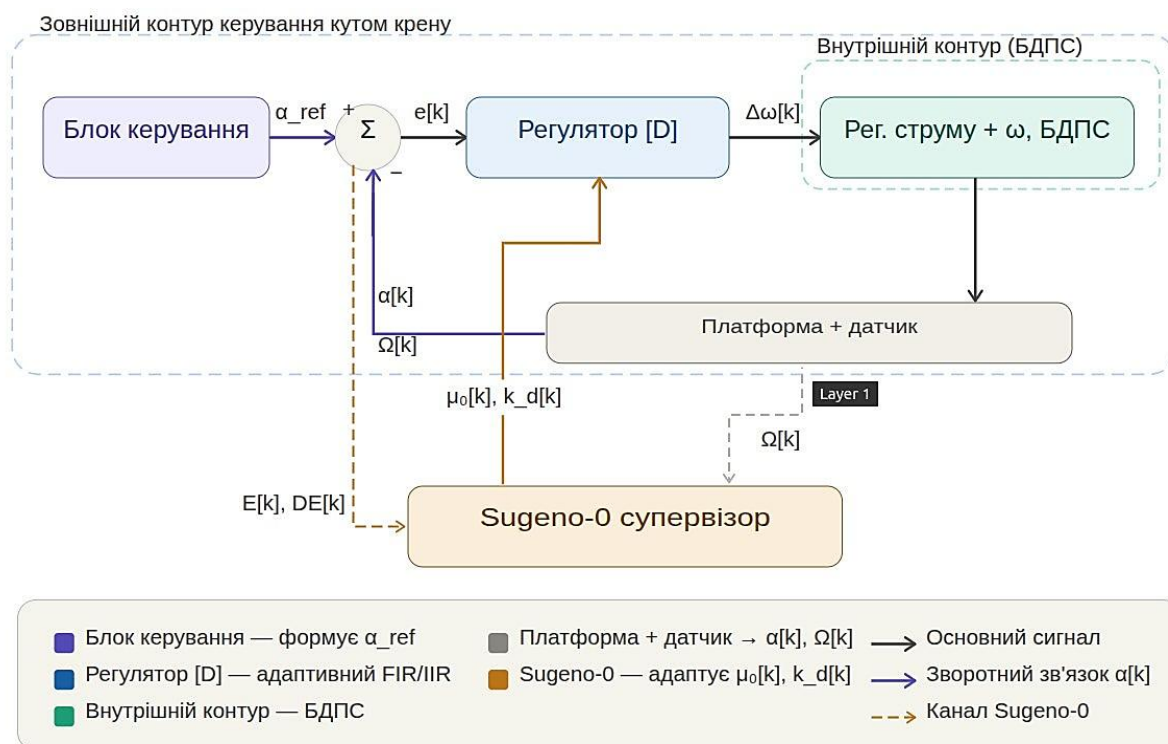 Зовнішній контур керування кутом крену
Внутрішній контур (БДПС)
Блок керування
α_ref
+
Σ
−
e[k]
Регулятор [D]
Δω[k]
Рег. струму + ω, БДПС
α[k]
Ω[k]
Платформа + датчик
μ₀[k], k_d[k]
Layer 1
Ω[k]
E[k], DE[k]
Sugeno-0 супервізор
Блок керування — формує α_ref
Платформа + датчик → α[k], Ω[k]
Основний сигнал
Регулятор [D] — адаптивний FIR/IIR
Sugeno-0 — адаптує μ₀[k], k_d[k]
Зворотний зв'язок α[k]
Внутрішній контур — БДПС
Канал Sugeno-0